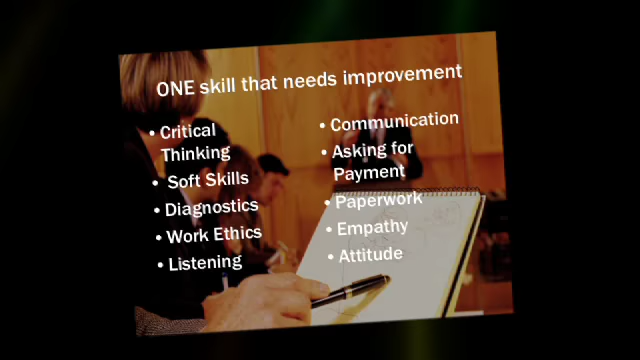 ONE skill that needs improvement
• Critical
Thinking
• Soft Skills
• Diagnostics
• Work Ethics
• Listening
• Communication
• Asking for
Payment
• Paperwork
• Empathy
• Attitude